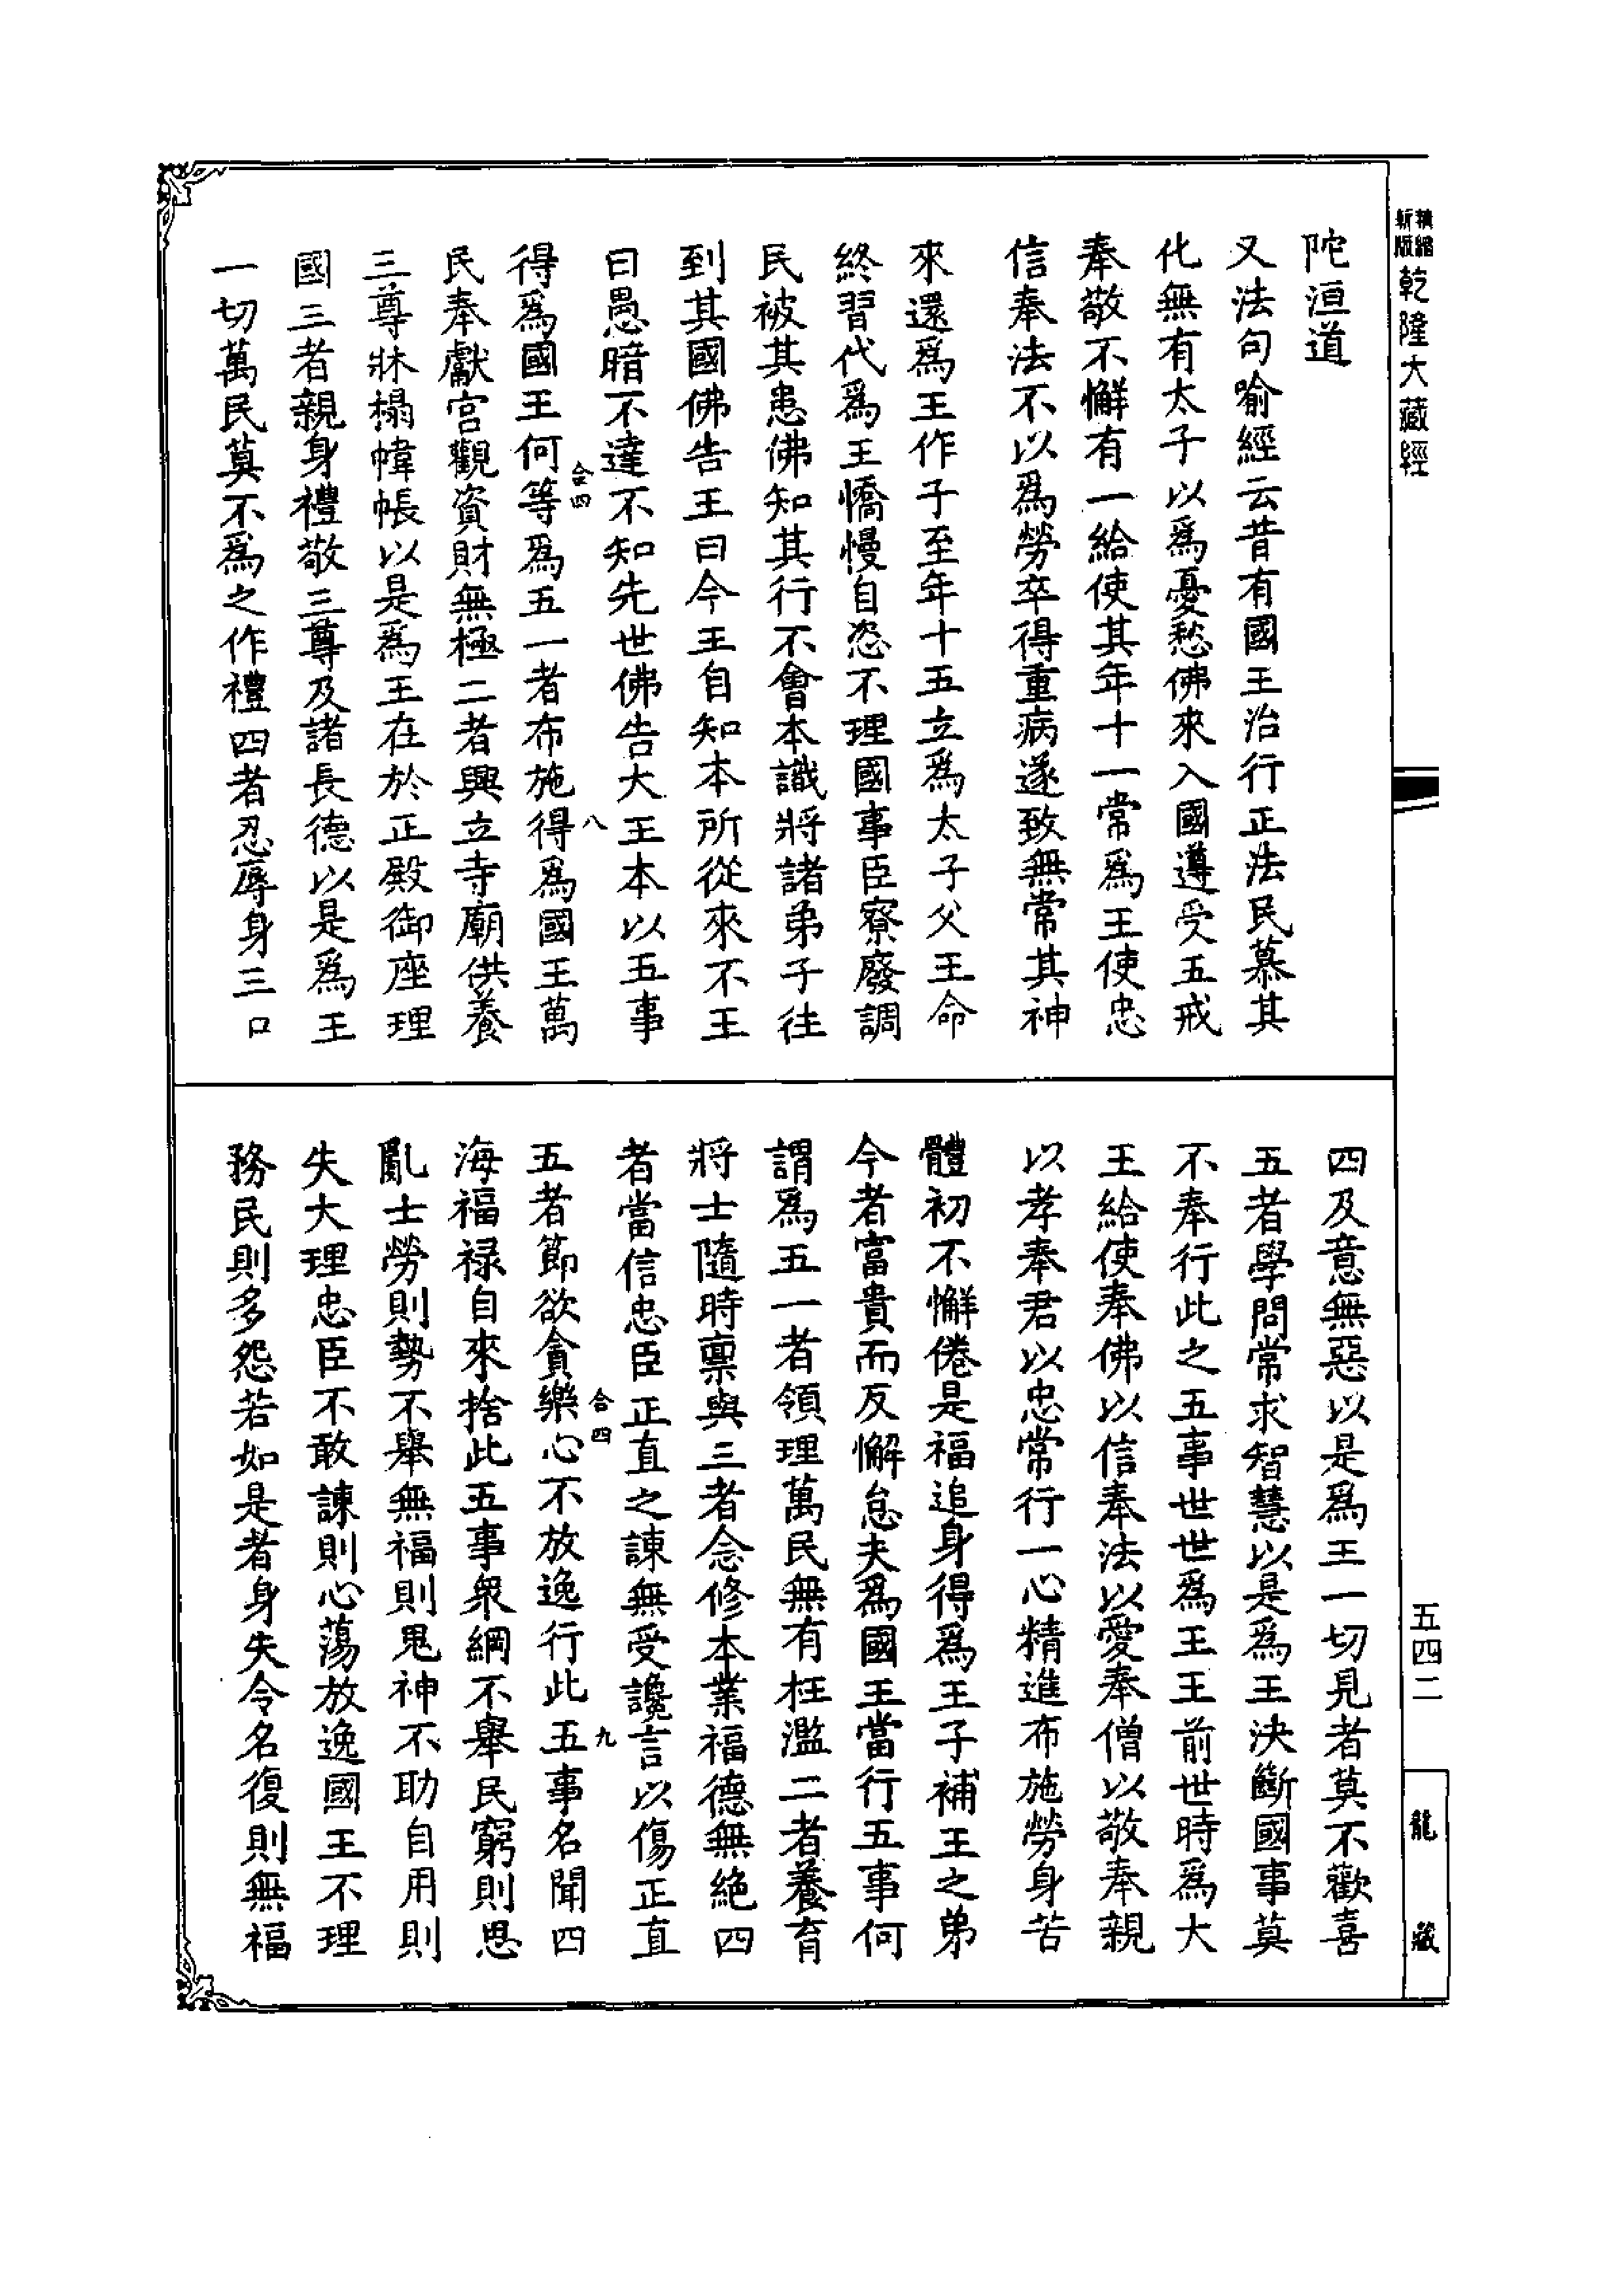 精縮
新版
乾隆大藏經
五四二
龍藏
陀洹道
又法句喻經云昔有國王治行正法民慕其
化無有太子以爲憂愁佛來入國遵受五戒
奉敬不懈有一給使其年十一常爲王使忠
信奉法不以爲勞卒得重病遂致無常其神
來還爲王作子至年十五立爲太子父王命
終習代爲王憍慢自恣不理國事臣寮廢調
民被其患佛知其行不會本識將諸弟子往
到其國佛告王曰今王自知本所從來不王
曰愚暗不達不知先世佛告大王本以五事
合四
八
得爲國王何等爲五一者布施得爲國王萬
民奉獻宮觀資財無極二者興立寺廟供養
三尊牀榻幃帳以是爲王在於正殿御座理
國三者親身禮敬三尊及諸長德以是爲王
一切萬民莫不爲之作禮四者忍辱身三口
四及意無惡以是爲王一切見者莫不歡喜
五者學問常求智慧以是爲王決斷國事莫
不奉行此之五事世世爲王王前世時爲大
王給使奉佛以信奉法以愛奉僧以敬奉親
以孝奉君以忠常行一心精進布施勞身苦
體初不懈倦是福追身得爲王子補王之弟
今者富貴而反懈怠夫爲國王當行五事何
謂爲五一者領理萬民無有枉濫二者養育
將士隨時稟與三者念修本業福德無絕四
者當信忠臣正直之諫無受讒言以傷正直
合四
九
五者節欲貪樂心不放逸行此五事名聞四
海福祿自來捨此五事衆綱不舉民窮則思
亂士勞則勢不舉無福則鬼神不助自用則
失大理忠臣不敢諫則心蕩放逸國王不理
務民則多怨若如是者身失令名復則無福